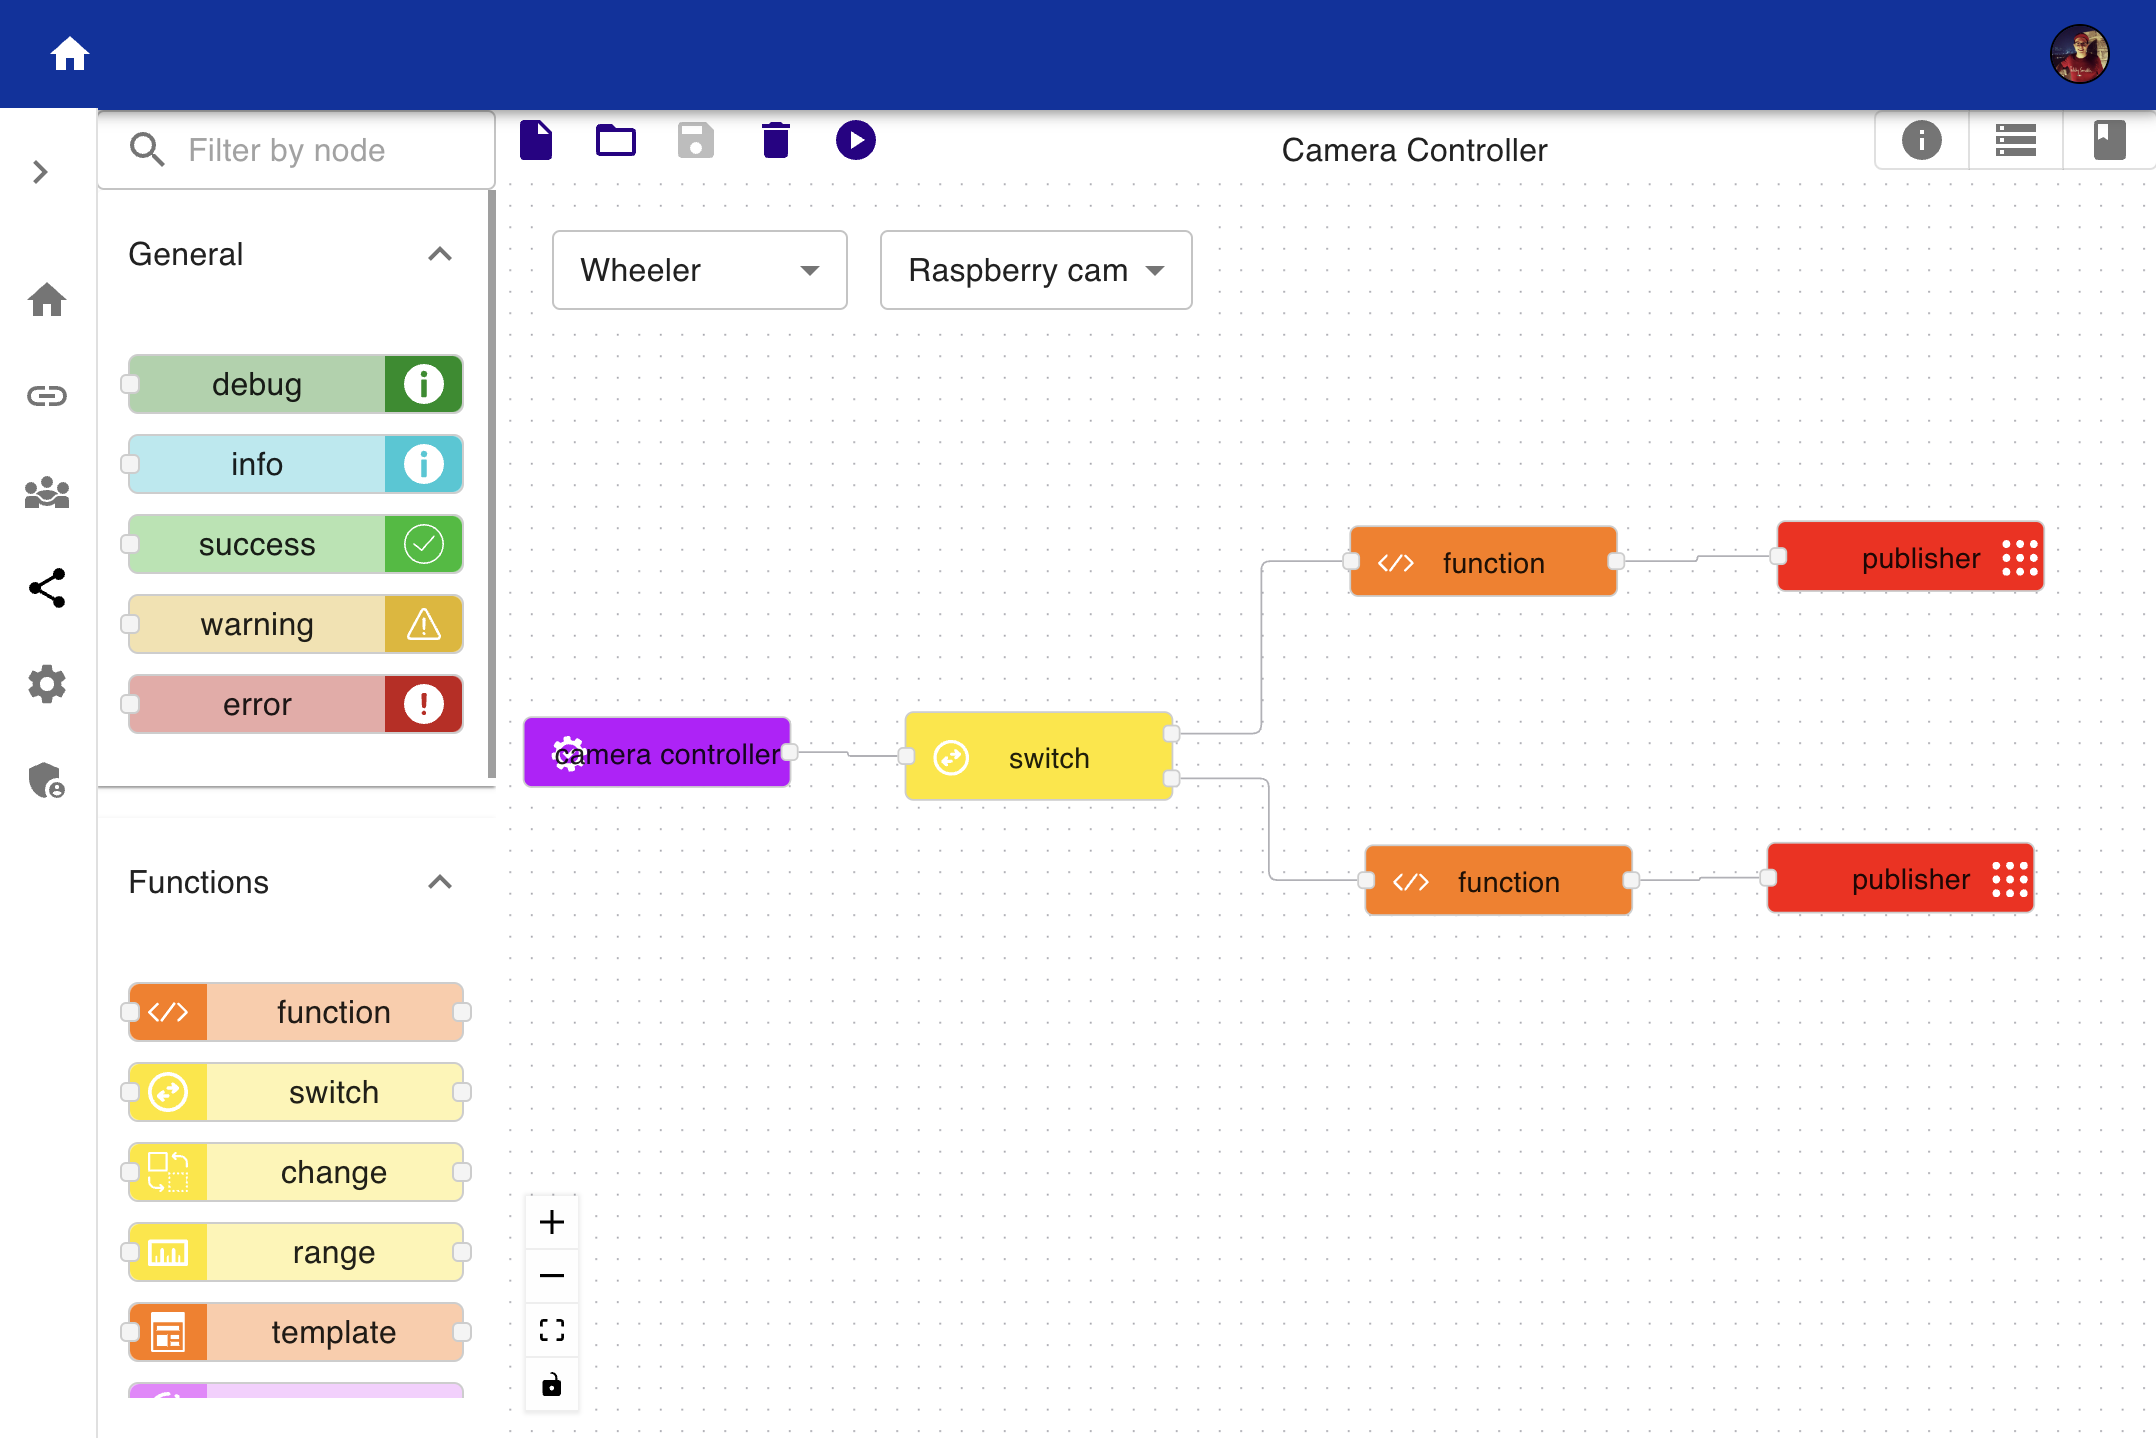 Filter by node
Camera Controller
General
Wheeler
Raspberry cam
debug
info
success
warning
error
Functions
function
switch
change
range
template
camera controller
switch
function
publisher
function
publisher